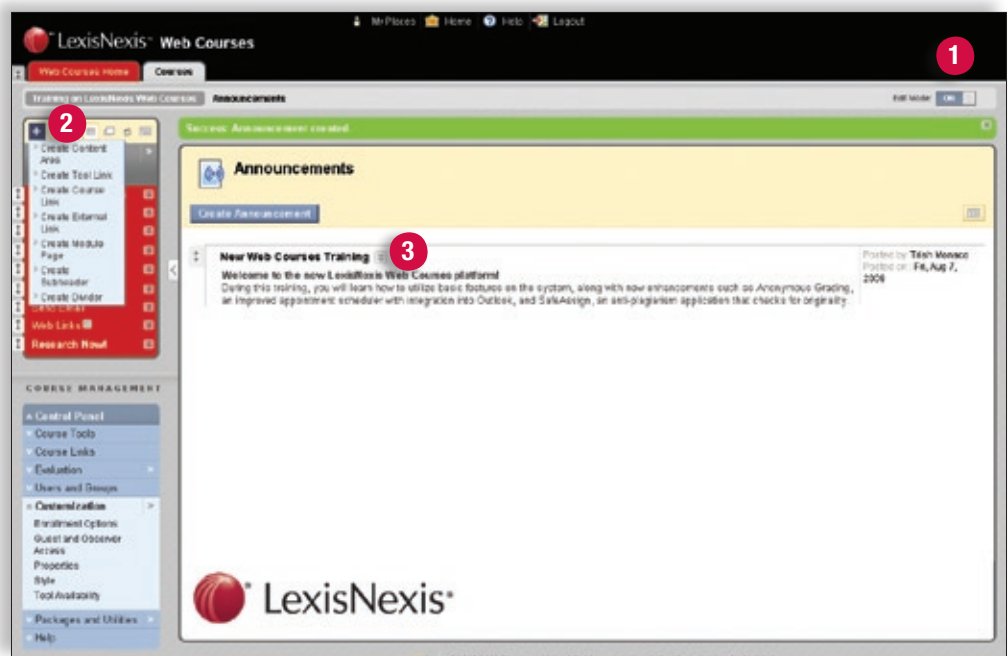 My Places Home Help Logout
LexisNexis™ Web Courses
Web Courses Home Courses
1
Training on LexisNexis Web Courses Announcements
Edit Mode: ON
2
Success: Announcement created
Create Content
Area
Create Tool Link
Create Course
Link
Create External
Link
Create Module
Page
Create
Subheader
Create Divider
Web Links
Research Now!
Announcements
Create Announcement
New Web Courses Training
3
Welcome to the new LexisNexis Web Courses platform!
During this training, you will learn how to utilize basic features on the system, along with new enhancements such as Anonymous Grading,
an improved appointment scheduler with integration into Outlook, and SafeAssign, an anti-plagiarism application that checks for originality.
Posted by: Trish Monaco
Posted on: Fri, Aug 7,
2009
COURSE MANAGEMENT
Control Panel
Course Tools
Course Links
Evaluation
Users and Groups
Customization
Enrollment Options
Guest and Observer
Access
Properties
Style
Tool Availability
Packages and Utilities
Help
LexisNexis